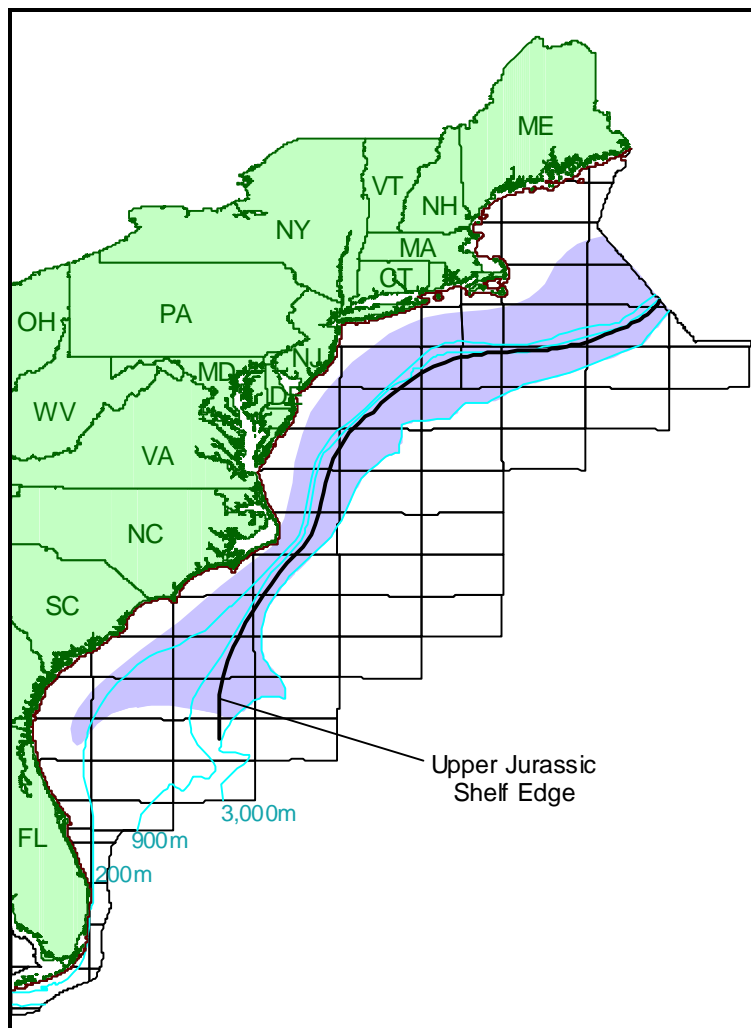 ME
VT
NH
NY
MA
CT
PA
OH
NJ
MD
DE
WV
VA
NC
SC
Upper Jurassic
Shelf Edge
3,000m
900m
FL
200m